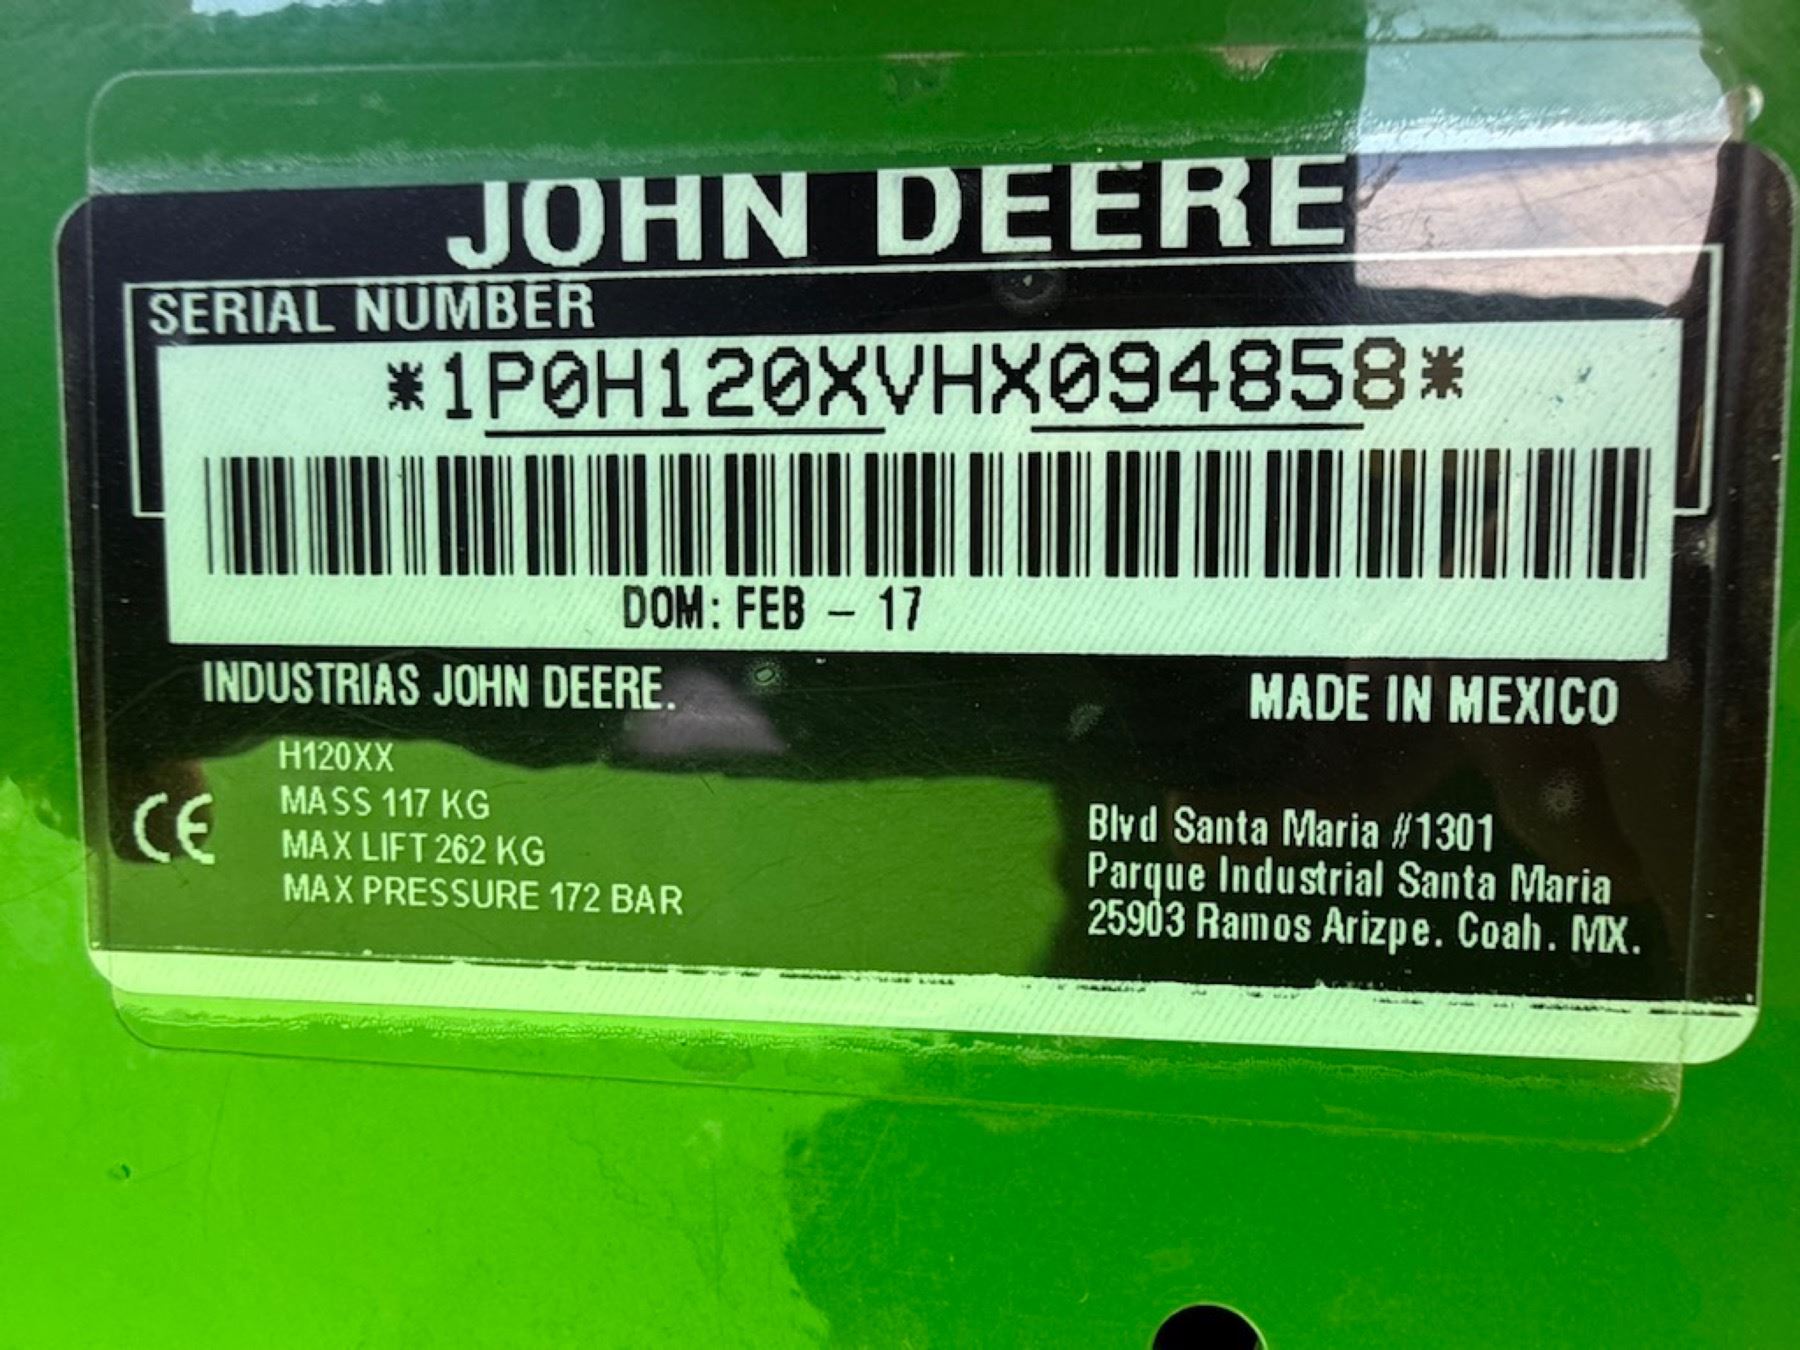 JOHN DEERE
SERIAL NUMBER
*1P0H120XVHX094858*
DOM: FEB - 17
INDUSTRIAS JOHN DEERE.
MADE IN MEXICO
H120XX
MASS 117 KG
CE
MAX LIFT 262 KG
MAX PRESSURE 172 BAR
Blvd Santa Maria #1301
Parque Industrial Santa Maria
25903 Ramos Arizpe. Coah. MX.